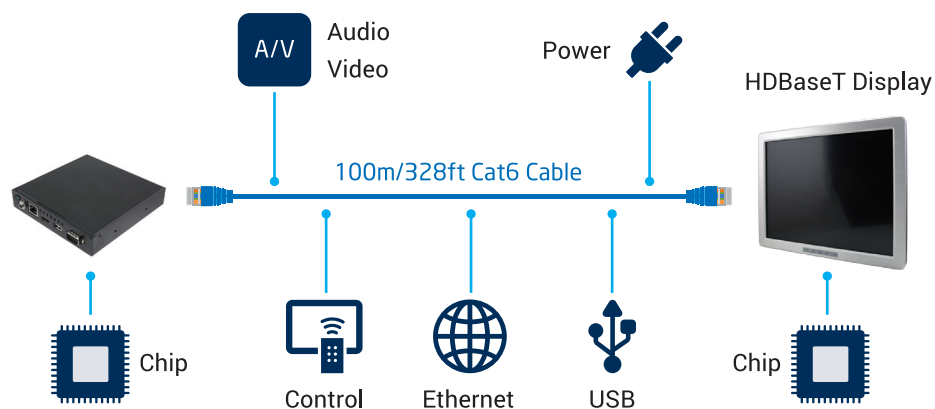 A/V
Audio
Video
Power
HDBaseT Display
100m/328ft Cat6 Cable
Chip
Control
Ethernet
USB
Chip